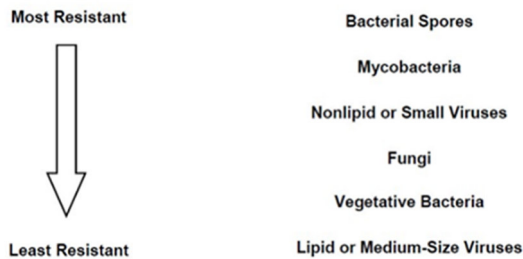 Most Resistant
Bacterial Spores
Mycobacteria
Nonlipid or Small Viruses
Fungi
Vegetative Bacteria
Least Resistant
Lipid or Medium-Size Viruses